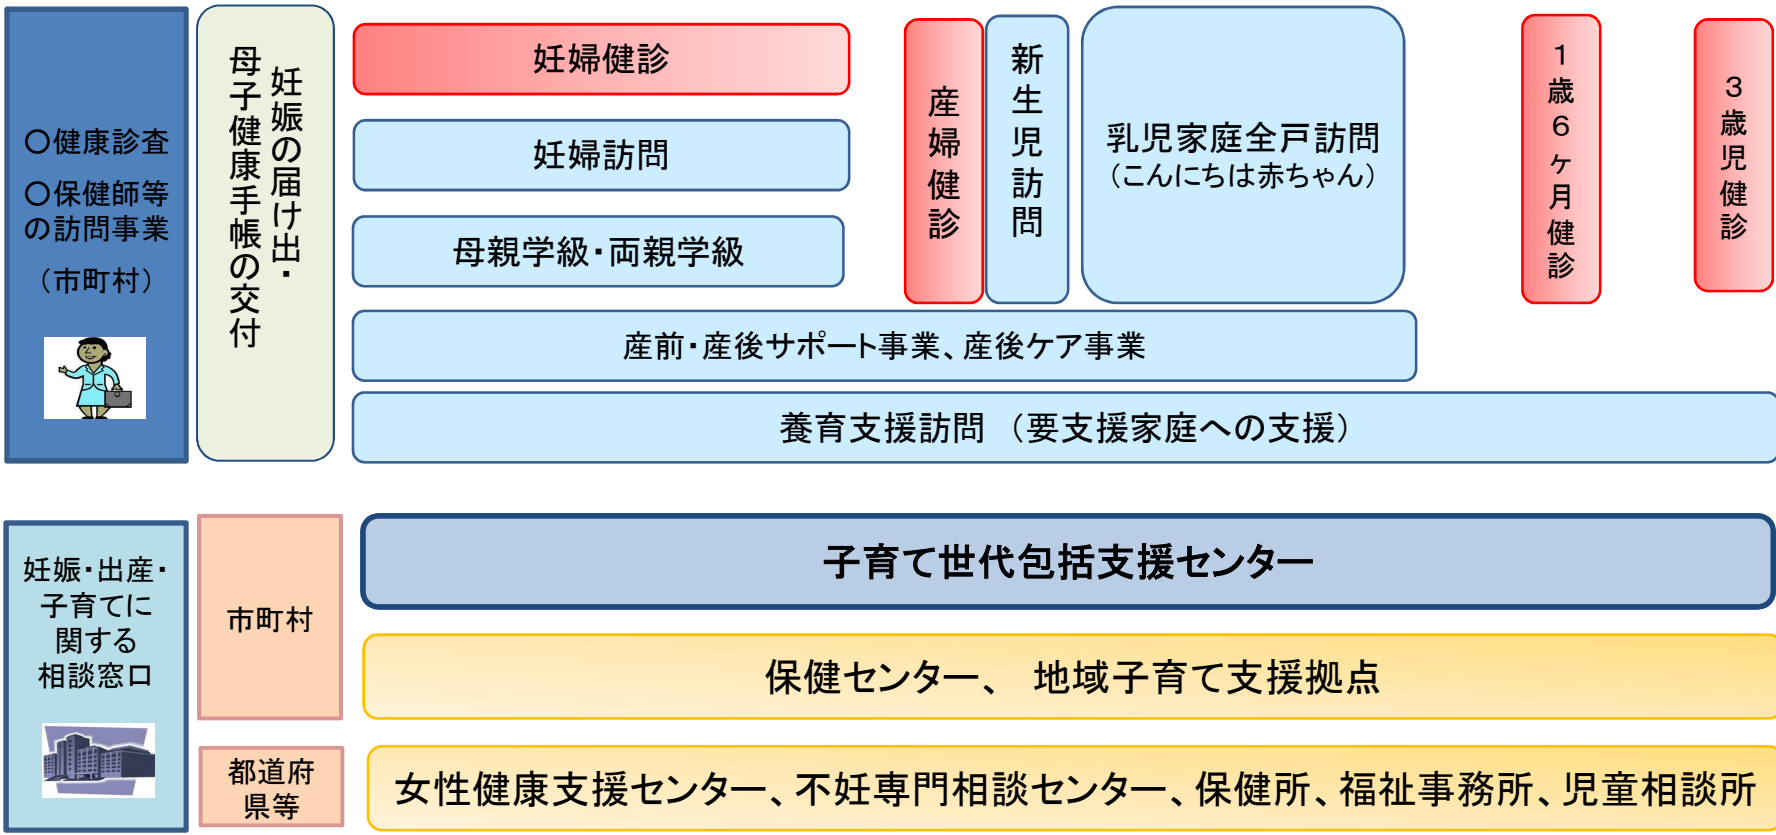 〇健康診査
〇保健師等
の訪問事業
（市町村）
妊娠の届け出・
母子健康手帳の交付
妊婦健診
妊婦訪問
母親学級・両親学級
産婦健診
新生児訪問
乳児家庭全戸訪問
（こんにちは赤ちゃん）
１歳６ヶ月健診
３歳児健診
産前・産後サポート事業、産後ケア事業
養育支援訪問　（要支援家庭への支援）
妊娠・出産・
子育てに
関する
相談窓口
市町村
子育て世代包括支援センター
保健センター、　地域子育て支援拠点
都道府
県等
女性健康支援センター、不妊専門相談センター、保健所、福祉事務所、児童相談所